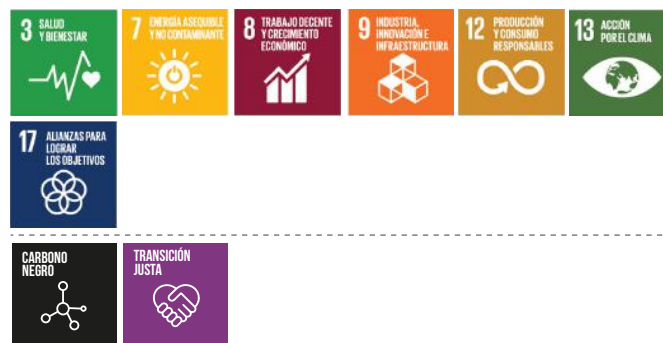 3 SALUD
Y BIENESTAR
7 ENERGÍA ASEQUIBLE
Y NO CONTAMINANTE
8 TRABAJO DECENTE
Y CRECIMIENTO
ECONÓMICO
9 INDUSTRIA,
INNOVACIÓN E
INFRAESTRUCTURA
12 PRODUCCIÓN
Y CONSUMO
RESPONSABLES
13 ACCIÓN
POR EL CLIMA
17 ALIANZAS PARA
LOGRAR
LOS OBJETIVOS
CARBONO
NEGRO
TRANSICIÓN
JUSTA